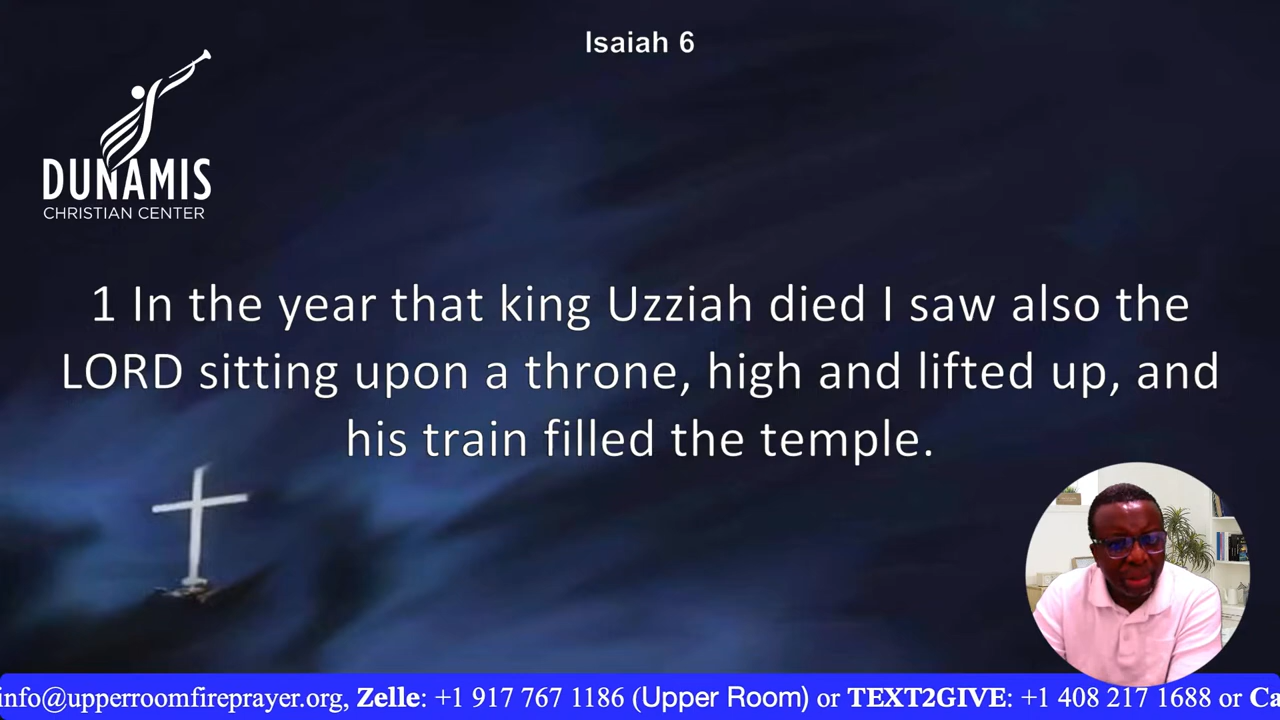 Isaiah 6
DUNAMIS
CHRISTIAN CENTER
1 In the year that king Uzziah died I saw also the
LORD sitting upon a throne, high and lifted up, and
his train filled the temple.
info@upperroomfireprayer.org, Zelle: +1 917 767 1186 (Upper Room) or TEXT2GIVE: +1 408 217 1688 or Ca